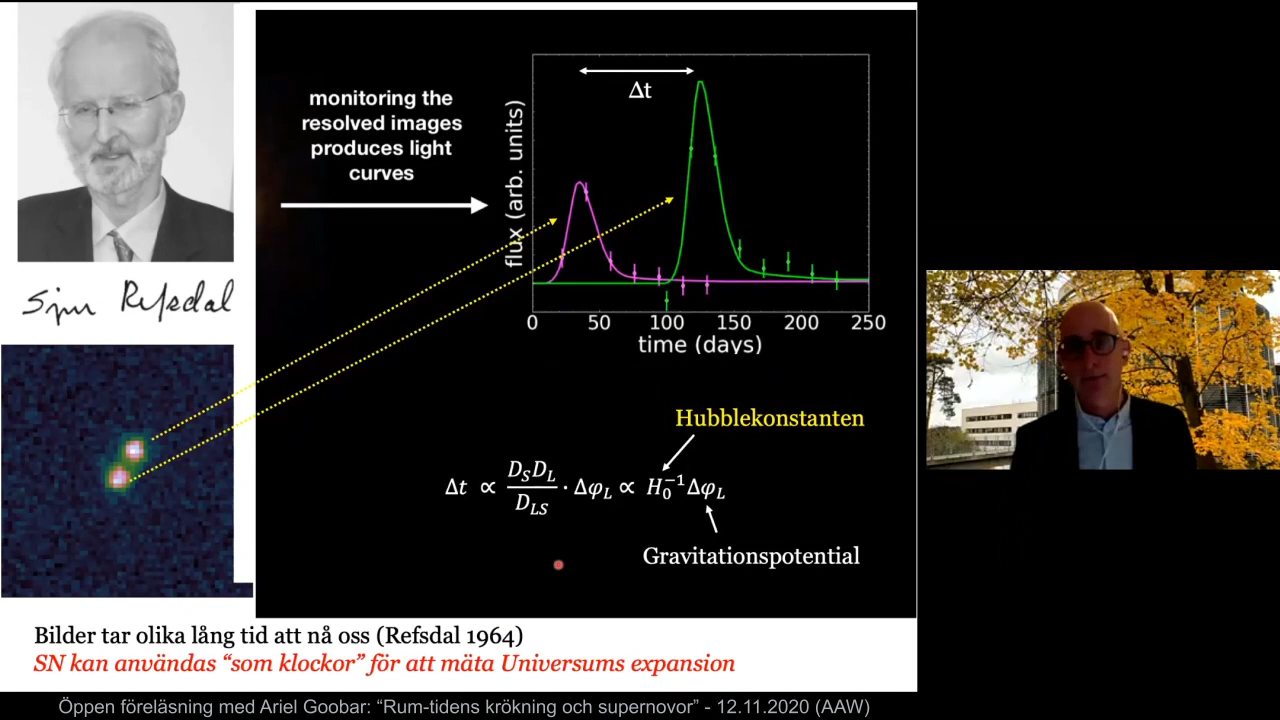 monitoring the
resolved images
produces light
curves
Δt
flux (arb. units)
0 50 100 150 200 250
time (days)
Sjur Refsdal
Hubblekonstanten
Δt ∝ D_S D_L / D_LS · Δφ_L ∝ H_0^{-1} Δφ_L
Gravitationspotential
Bilder tar olika lång tid att nå oss (Refsdal 1964)
SN kan användas “som klockor” för att mäta Universums expansion
Öppen föreläsning med Ariel Goobar: “Rum-tidens krökning och supernovor” - 12.11.2020 (AAW)